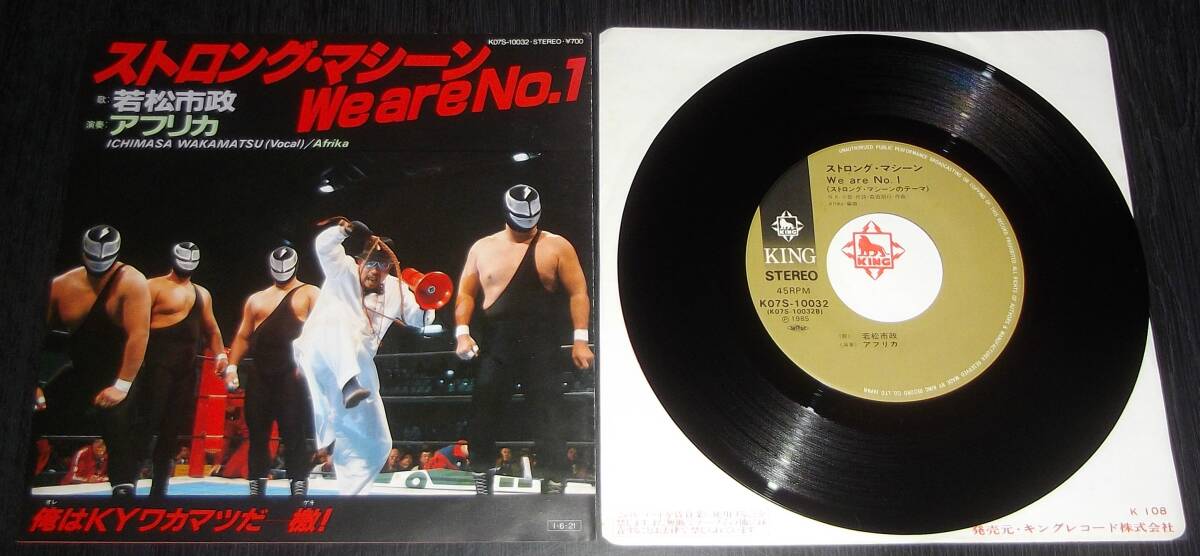 K07S-10032・STEREO・¥700
ストロング・マシーン
We are No.1
歌:若松市政
演奏:アフリカ
ICHIMASA WAKAMATSU (Vocal)/Afrika
オレ ゲキ
俺はKYワカマツだ―檄!
1-6-21
ストロング・マシーン
We are No.1
(ストロング・マシーンのテーマ)
KING
STEREO
45RPM
K07S-10032
(K07S-10032B)
Ⓟ1985
(歌) 若松市政
(演奏) アフリカ
KING
K 108
発売元・キングレコード株式会社